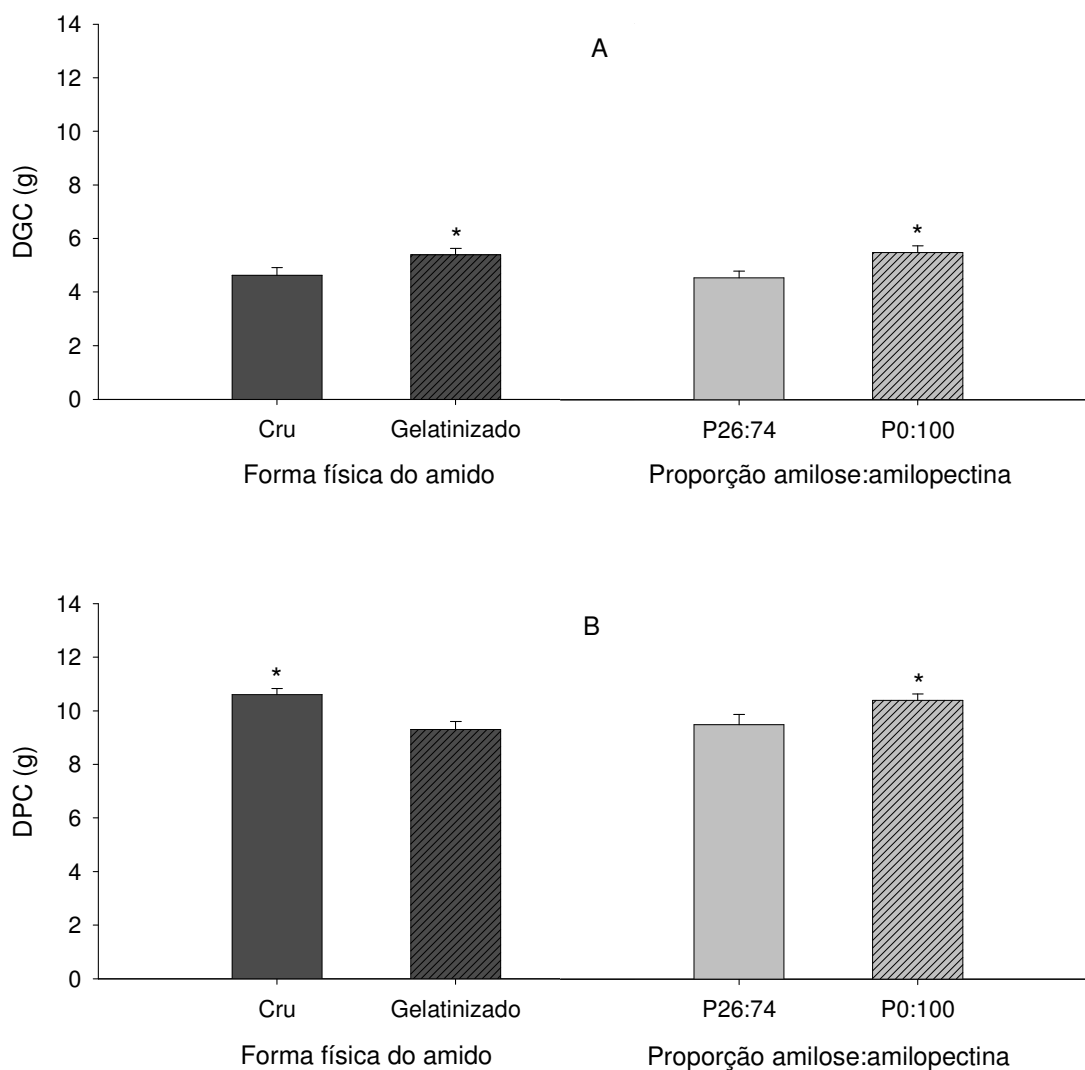 A
14
12
10
8
6
4
2
0
DGC (g)
*
*
Cru Gelatinizado P26:74 P0:100
Forma física do amido Proporção amilose:amilopectina
B
14
12
10
8
6
4
2
0
DPC (g)
*
*
Cru Gelatinizado P26:74 P0:100
Forma física do amido Proporção amilose:amilopectina